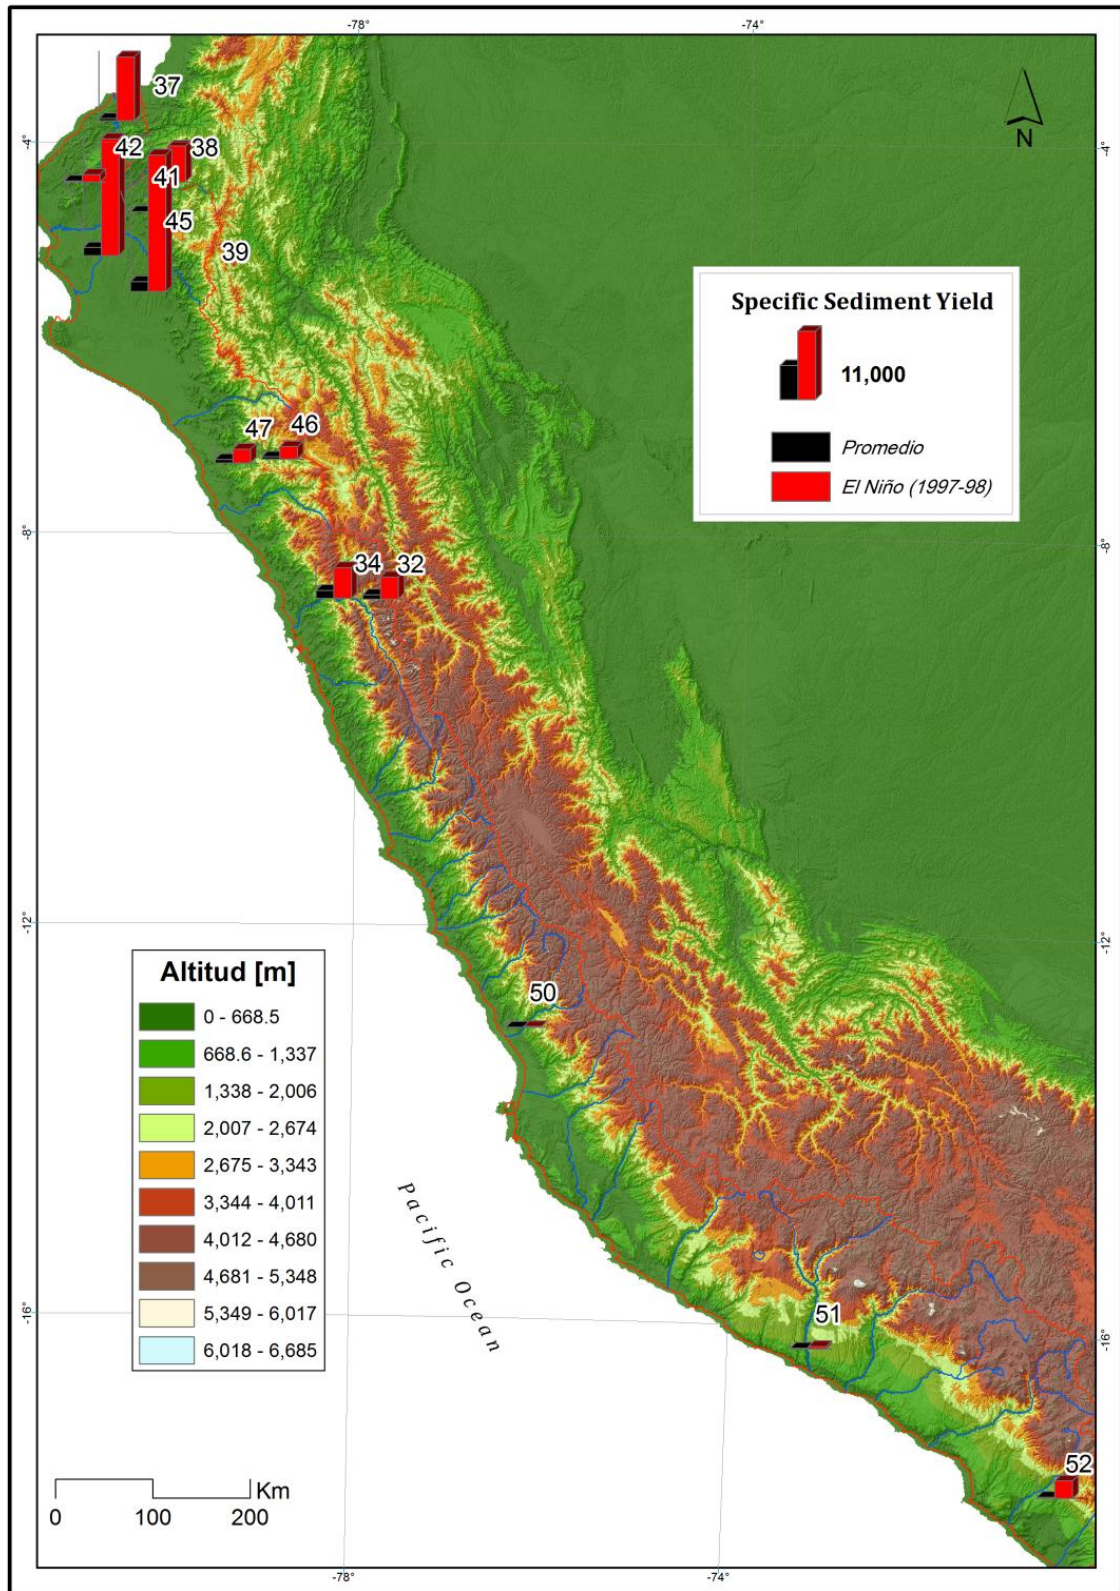 -78°
-74°
-4°
-4°
37
42
38
41
45
39
N
Specific Sediment Yield
11,000
Promedio
El Niño (1997-98)
47
46
-8°
-8°
34
32
-12°
-12°
50
Altitud [m]
0 - 668.5
668.6 - 1,337
1,338 - 2,006
2,007 - 2,674
2,675 - 3,343
3,344 - 4,011
4,012 - 4,680
4,681 - 5,348
5,349 - 6,017
6,018 - 6,685
Pacific Ocean
-16°
-16°
51
52
Km
0 100 200
-78°
-74°